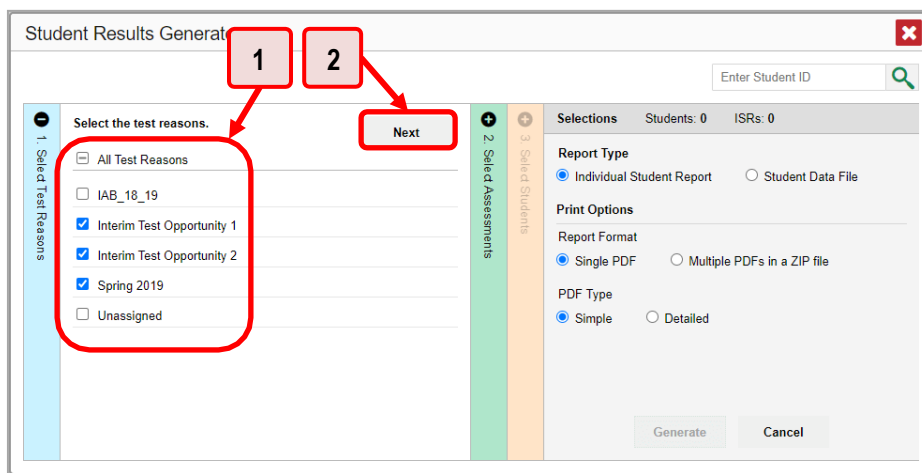 Student Results Generat
1
2
Enter Student ID
1. Select Test Reasons
Select the test reasons.
Next
All Test Reasons
IAB_18_19
Interim Test Opportunity 1
Interim Test Opportunity 2
Spring 2019
Unassigned
2. Select Assessments
3. Select Students
Selections Students: 0 ISRs: 0
Report Type
Individual Student Report Student Data File
Print Options
Report Format
Single PDF Multiple PDFs in a ZIP file
PDF Type
Simple Detailed
Generate Cancel